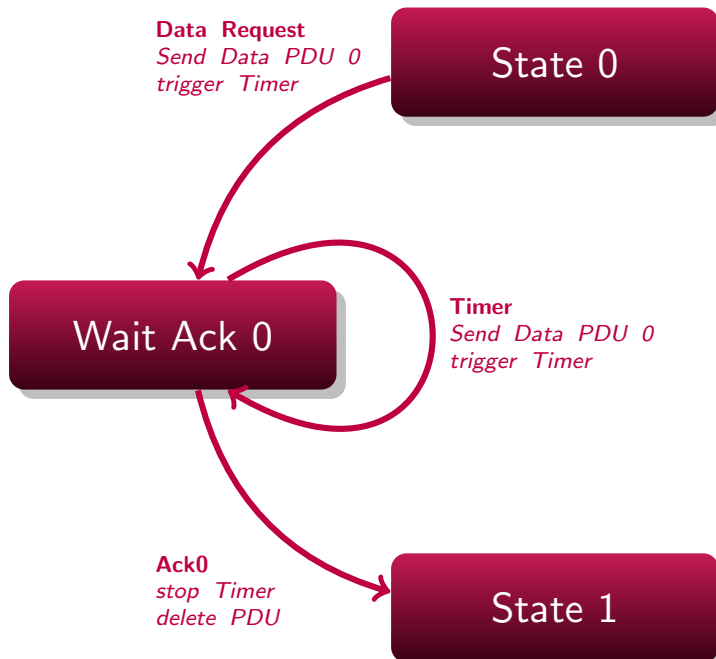 Data Request
Send Data PDU 0
trigger Timer
State 0
Wait Ack 0
Timer
Send Data PDU 0
trigger Timer
Ack0
stop Timer
delete PDU
State 1